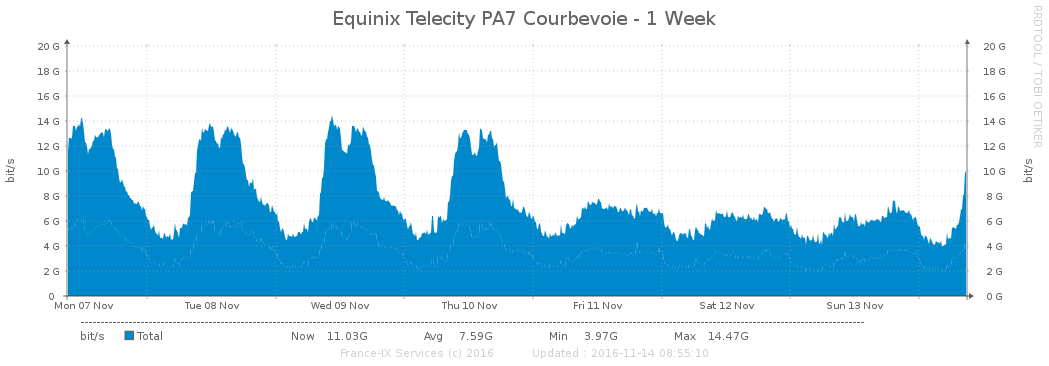 Equinix Telecity PA7 Courbevoie - 1 Week
RRDTOOL / TOBI OETIKER
20 G 20 G
18 G 18 G
16 G 16 G
14 G 14 G
12 G 12 G
10 G 10 G
8 G 8 G
6 G 6 G
4 G 4 G
2 G 2 G
0 0 G
bit/s
bit/s
Mon 07 Nov Tue 08 Nov Wed 09 Nov Thu 10 Nov Fri 11 Nov Sat 12 Nov Sun 13 Nov
bit/s Total Now 11.03G Avg 7.59G Min 3.97G Max 14.47G
France-IX Services (c) 2016 Updated : 2016-11-14 08:55:10